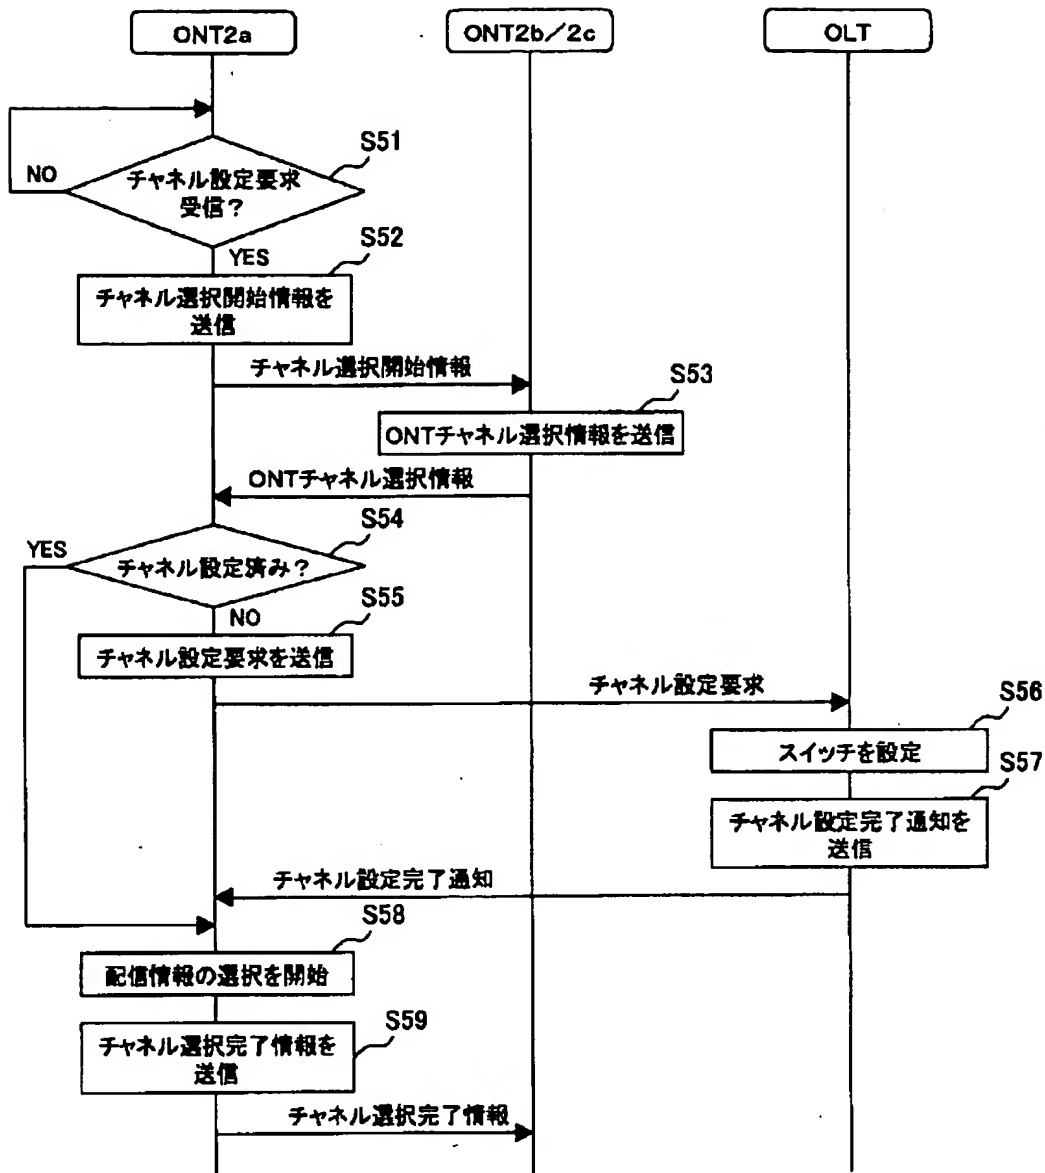 ONT2a
ONT2b/2c
OLT
S51
NO
チャネル設定要求
受信?
YES
S52
チャネル選択開始情報を
送信
チャネル選択開始情報
S53
ONTチャネル選択情報を送信
ONTチャネル選択情報
S54
YES
チャネル設定済み?
NO
S55
チャネル設定要求を送信
チャネル設定要求
S56
スイッチを設定
S57
チャネル設定完了通知を
送信
チャネル設定完了通知
S58
配信情報の選択を開始
S59
チャネル選択完了情報を
送信
チャネル選択完了情報